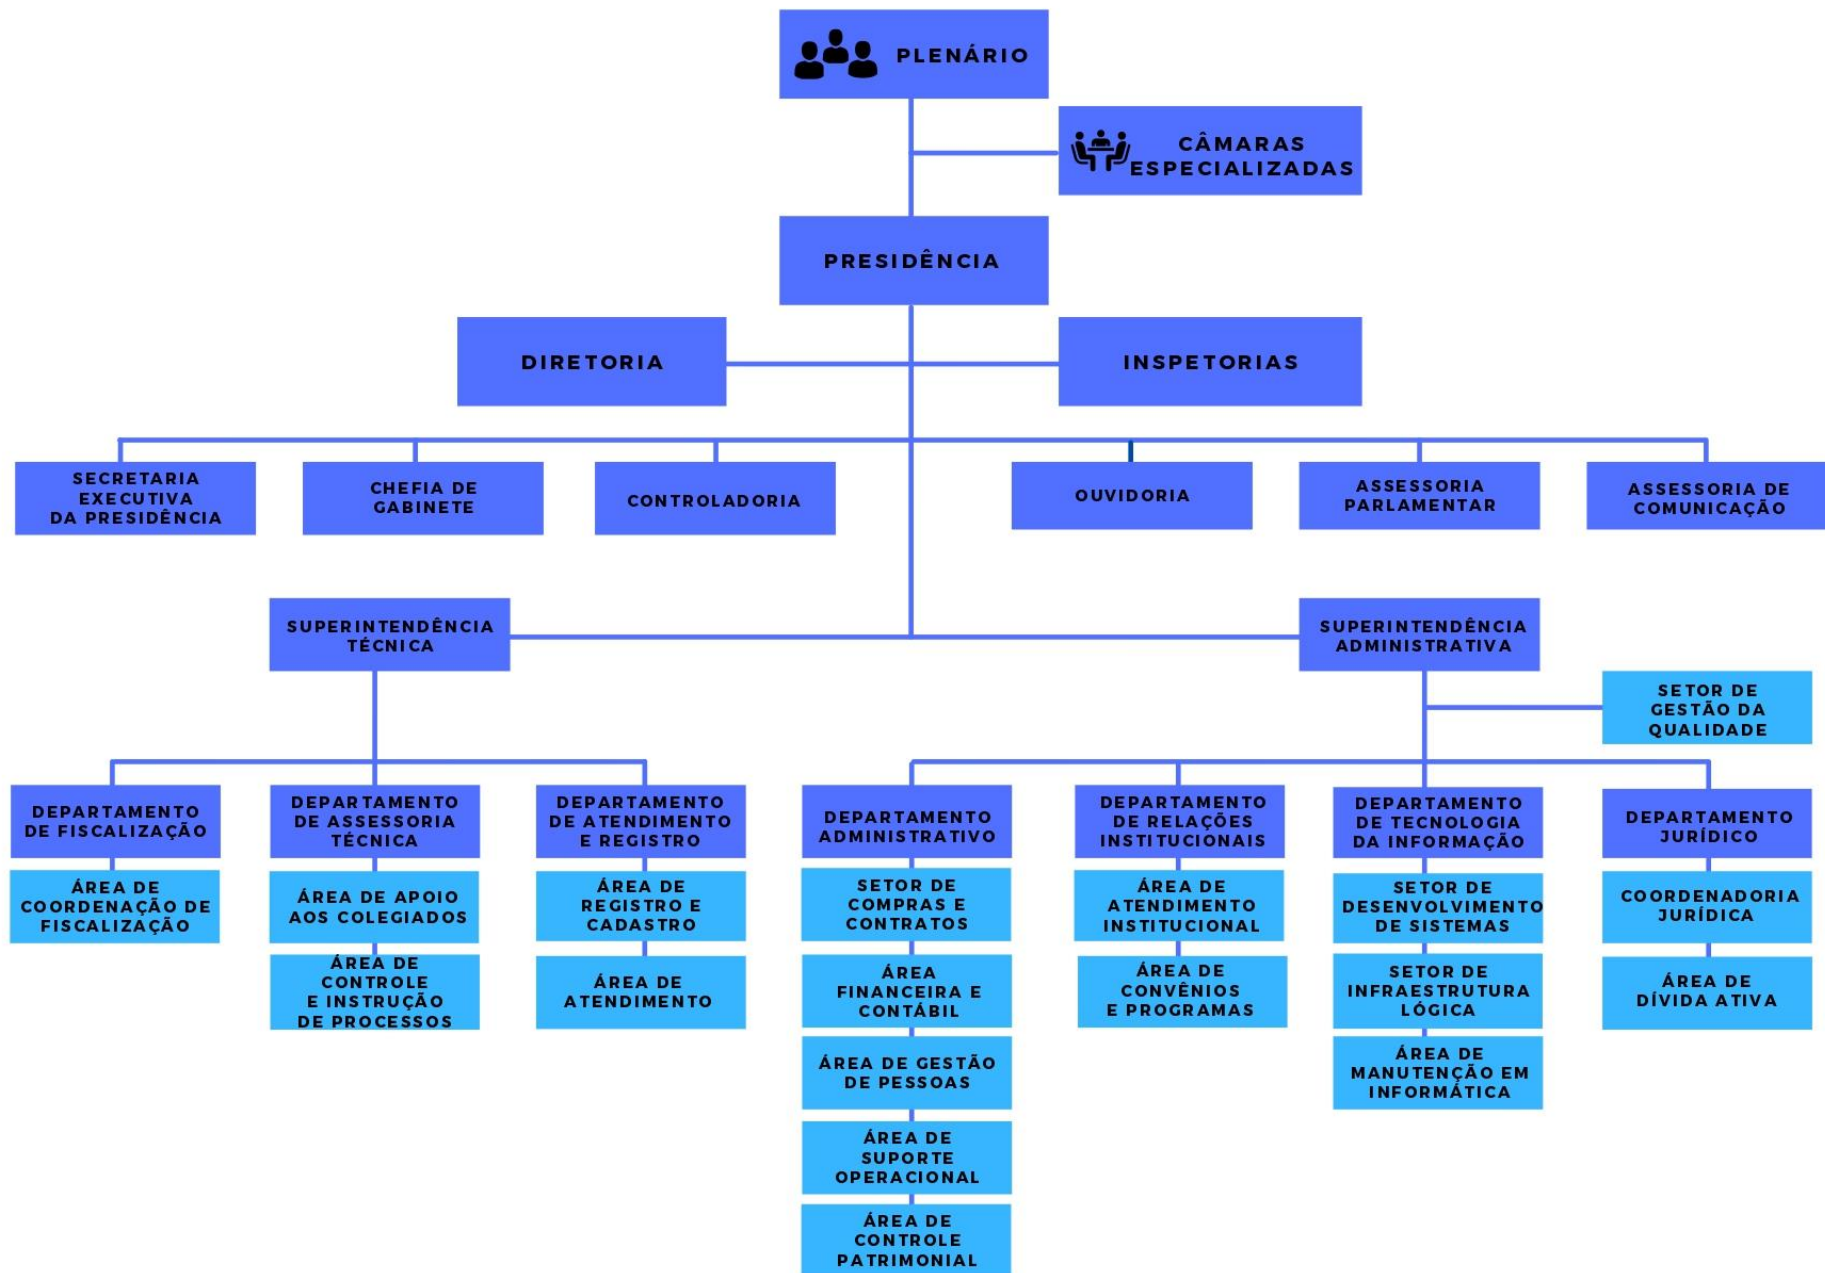 PLENÁRIO
CÂMARAS
ESPECIALIZADAS
PRESIDÊNCIA
DIRETORIA
INSPETORIAS
SECRETARIA
EXECUTIVA
DA PRESIDÊNCIA
CHEFIA DE
GABINETE
CONTROLADORIA
OUVIDORIA
ASSESSORIA
PARLAMENTAR
ASSESSORIA DE
COMUNICAÇÃO
SUPERINTENDÊNCIA
TÉCNICA
SUPERINTENDÊNCIA
ADMINISTRATIVA
SETOR DE
GESTÃO DA
QUALIDADE
DEPARTAMENTO
DE FISCALIZAÇÃO
DEPARTAMENTO
DE ASSESSORIA
TÉCNICA
DEPARTAMENTO
DE ATENDIMENTO
E REGISTRO
DEPARTAMENTO
ADMINISTRATIVO
DEPARTAMENTO
DE RELAÇÕES
INSTITUCIONAIS
DEPARTAMENTO
DE TECNOLOGIA
DA INFORMAÇÃO
DEPARTAMENTO
JURÍDICO
ÁREA DE
COORDENAÇÃO DE
FISCALIZAÇÃO
ÁREA DE APOIO
AOS COLEGIADOS
ÁREA DE
REGISTRO E
CADASTRO
SETOR DE
COMPRAS E
CONTRATOS
ÁREA DE
ATENDIMENTO
INSTITUCIONAL
SETOR DE
DESENVOLVIMENTO
DE SISTEMAS
COORDENADORIA
JURÍDICA
ÁREA DE
CONTROLE
E INSTRUÇÃO
DE PROCESSOS
ÁREA DE
ATENDIMENTO
ÁREA
FINANCEIRA E
CONTÁBIL
ÁREA DE
CONVÊNIOS
E PROGRAMAS
SETOR DE
INFRAESTRUTURA
LÓGICA
ÁREA DE
DÍVIDA ATIVA
ÁREA DE GESTÃO
DE PESSOAS
ÁREA DE
MANUTENÇÃO EM
INFORMÁTICA
ÁREA DE
SUPORTE
OPERACIONAL
ÁREA DE
CONTROLE
PATRIMONIAL